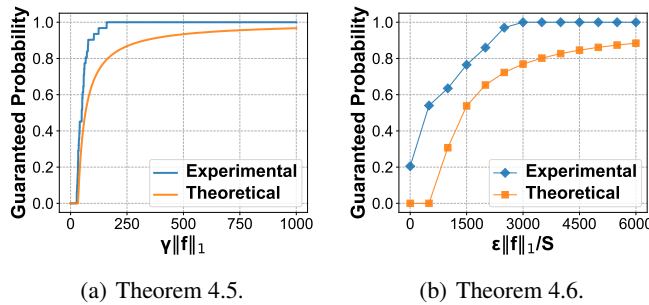 Guaranteed Probability
1.0
0.8
0.6
0.4
0.2
0.0
Experimental
Theoretical
0 250 500 750 1000
γ‖f‖₁
(a) Theorem 4.5.
Guaranteed Probability
1.0
0.8
0.6
0.4
0.2
0.0
Experimental
Theoretical
0 1500 3000 4500 6000
ε‖f‖₁/S
(b) Theorem 4.6.